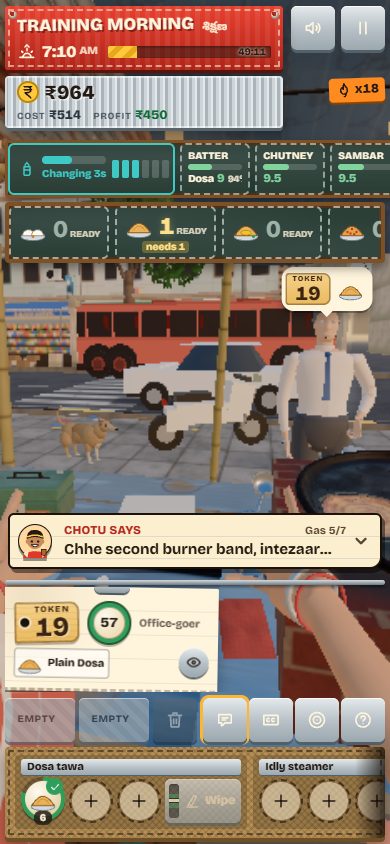 TRAINING MORNING శిక్షణ
7:10 AM
49:11
₹964
COST ₹514 PROFIT ₹450
x18
Changing 3s
BATTER
Dosa 9 94%
CHUTNEY
9.5
SAMBAR
9.5
0 READY
1 READY
needs 1
0 READY
TOKEN
19
CHOTU SAYS
Gas 5/7
Chhe second burner band, intezaar...
TOKEN
19
57
Office-goer
Plain Dosa
EMPTY
EMPTY
CC
?
Dosa tawa
Idly steamer
6
Wipe